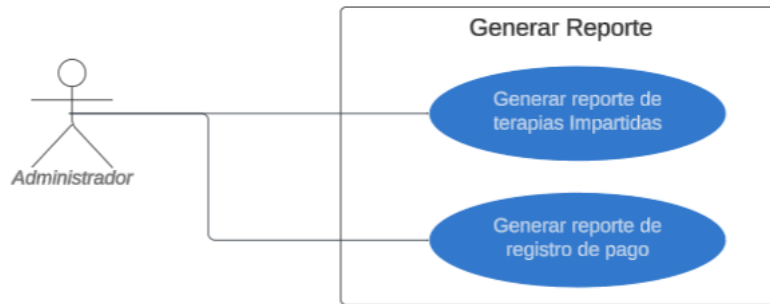 Generar Reporte
Generar reporte de
terapias Impartidas
Administrador
Generar reporte de
registro de pago